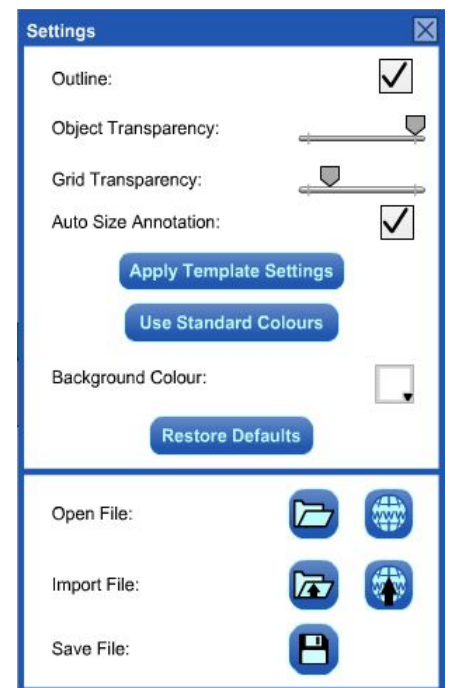 Settings
Outline:
Object Transparency:
Grid Transparency:
Auto Size Annotation:
Apply Template Settings
Use Standard Colours
Background Colour:
Restore Defaults
Open File:
www
Import File:
Save File: